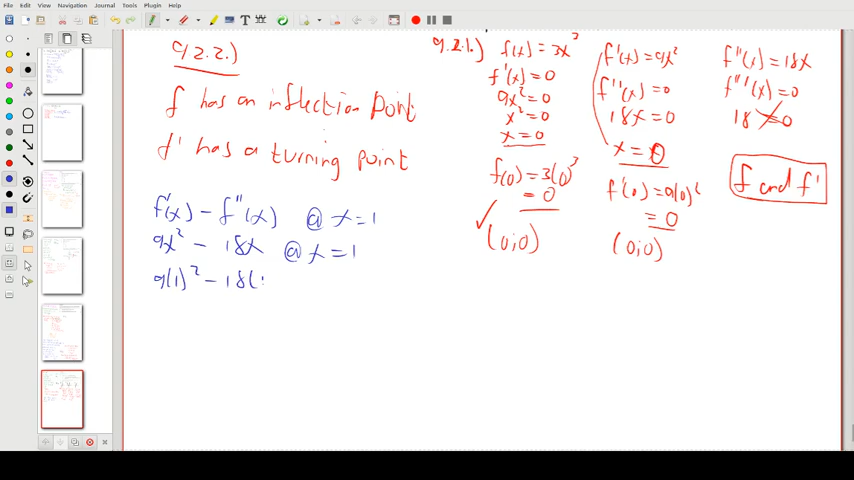 File Edit View Navigation Journal Tools Plugin Help
9.2.2.)
f has an inflection point
f' has a turning point
f'(x) - f''(x) @ x = 1
9x² - 18x @ x = 1
9(1)² - 18(
9.2.1.) f(x) = 3x³
f'(x) = 0
9x² = 0
x² = 0
x = 0
f(0) = 3(0)³
= 0
(0;0)
f'(x) = 9x²
f''(x) = 0
18x = 0
x = 0
f'(0) = 9(0)²
= 0
(0;0)
f''(x) = 18x
f'''(x) = 0
18 ≠ 0
f and f'